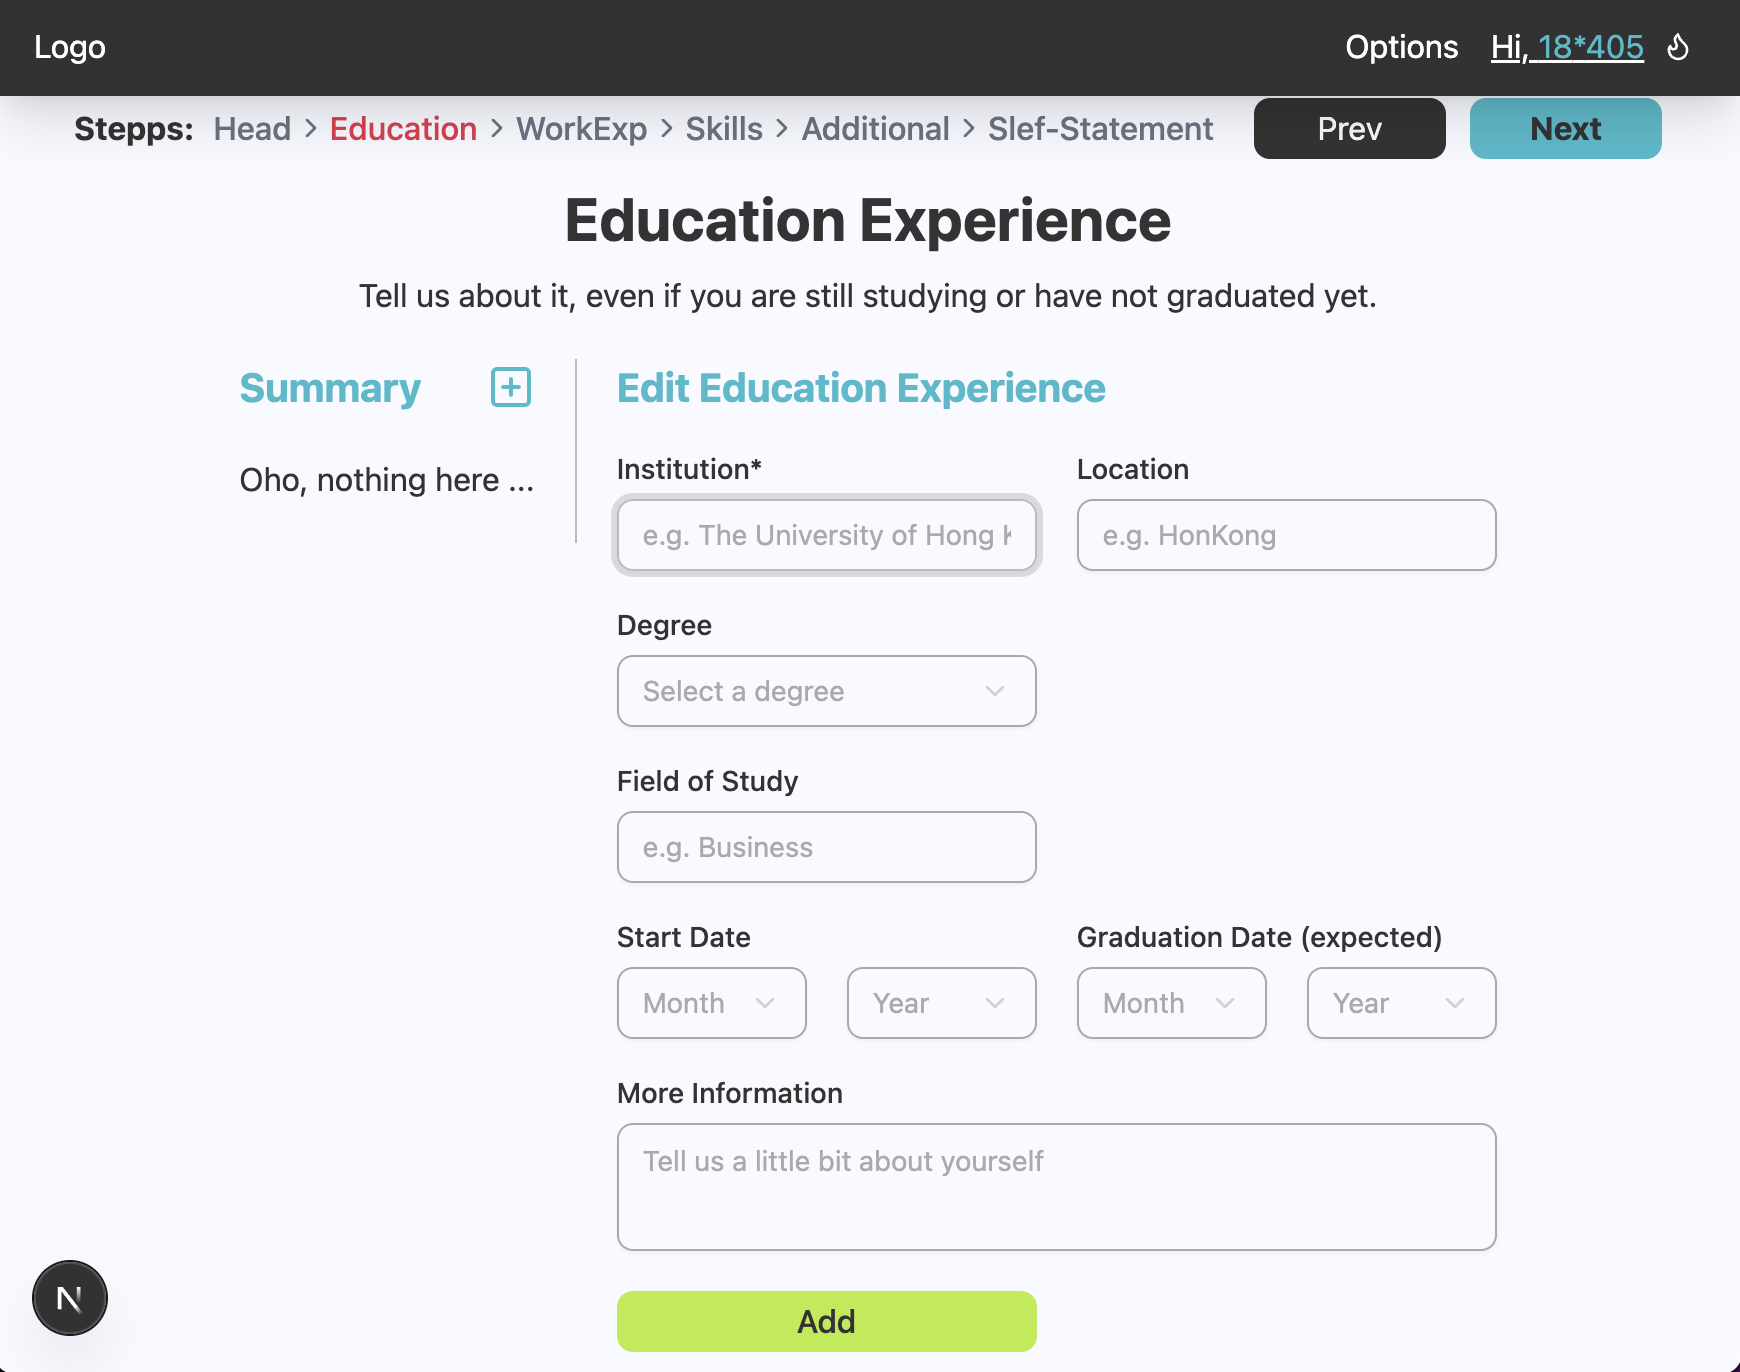 Logo
Options Hi, 18*405
Stepps: Head > Education > WorkExp > Skills > Additional > Slef-Statement Prev Next
Education Experience
Tell us about it, even if you are still studying or have not graduated yet.
Summary
Oho, nothing here ...
Edit Education Experience
Institution* Location
e.g. The University of Hong e.g. HonKong
Degree
Select a degree
Field of Study
e.g. Business
Start Date Graduation Date (expected)
Month Year Month Year
More Information
Tell us a little bit about yourself
Add
N